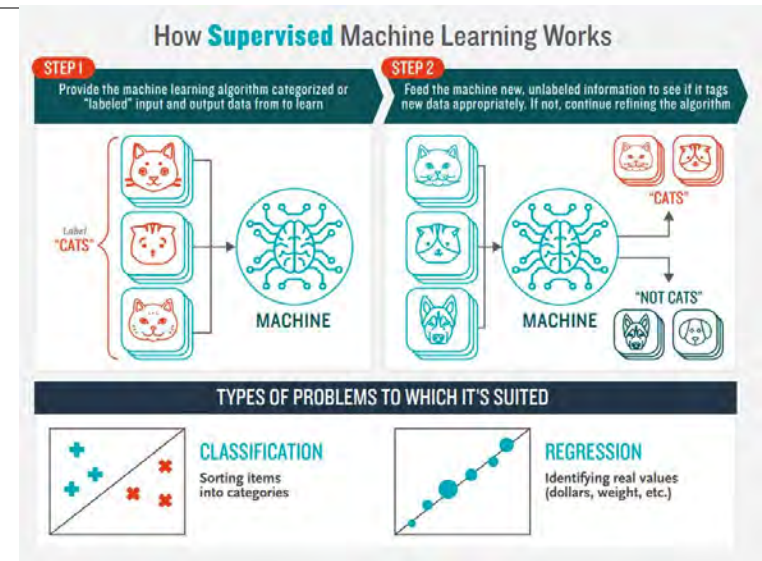 How Supervised Machine Learning Works
STEP 1
Provide the machine learning algorithm categorized or
"labeled" input and output data from to learn
Label
"CATS"
MACHINE
STEP 2
Feed the machine new, unlabeled information to see if it tags
new data appropriately. If not, continue refining the algorithm
MACHINE
"CATS"
"NOT CATS"
TYPES OF PROBLEMS TO WHICH IT'S SUITED
CLASSIFICATION
Sorting items
into categories
REGRESSION
Identifying real values
(dollars, weight, etc.)